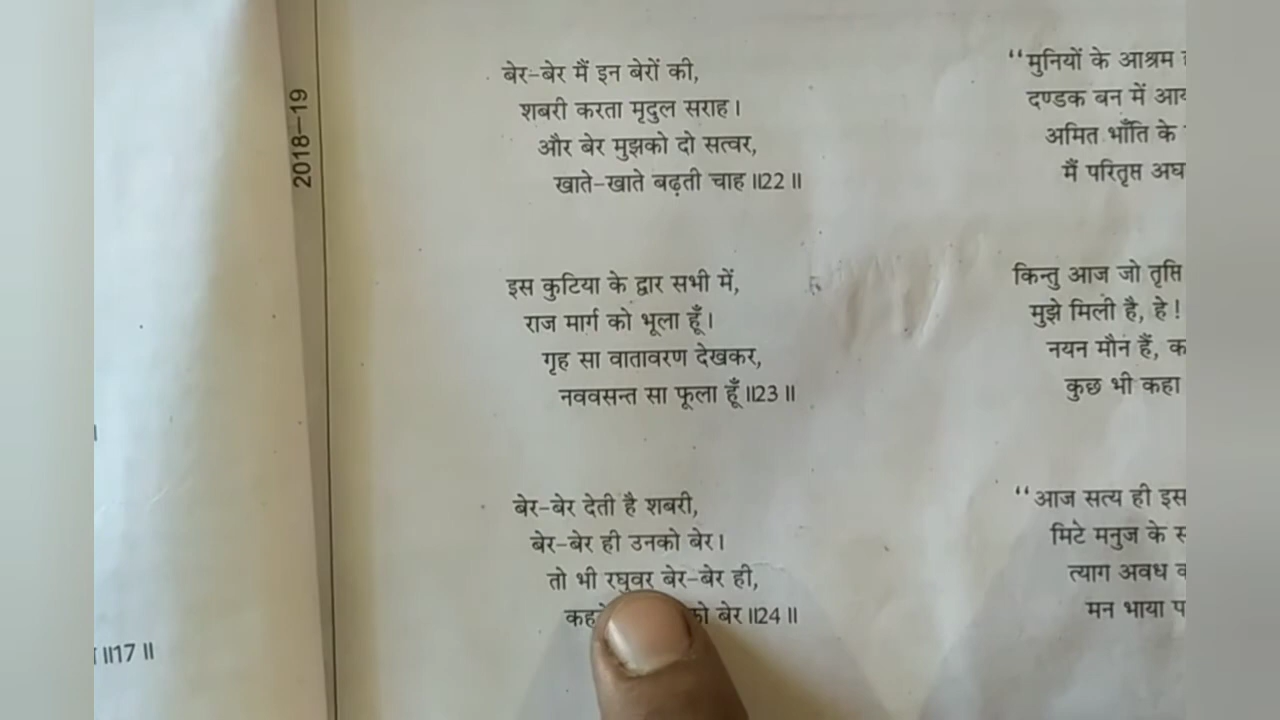 2018–19
बेर-बेर मैं इन बेरों की,
शबरी करता मृदुल सराह।
और बेर मुझको दो सत्वर,
खाते-खाते बढ़ती चाह ॥22॥
इस कुटिया के द्वार सभी में,
राज मार्ग को भूला हूँ।
गृह सा वातावरण देखकर,
नववसन्त सा फूला हूँ ॥23॥
बेर-बेर देती है शबरी,
बेर-बेर ही उनको बेर।
तो भी रघुवर बेर-बेर ही,
बेर ॥24॥
“मुनियों के आश्रम
दण्डक बन में
अमित भाँति के
मैं परितृप्त
किन्तु आज जो तृप्ति
मुझे मिली है, हे!
नयन मौन हैं,
कुछ भी कहा
“आज सत्य ही इस
मिटे मनुज के
त्याग अवध
मन भाया
॥17॥